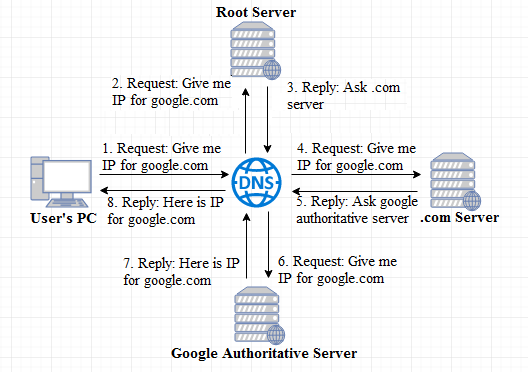 Root Server
2. Request: Give me
IP for google.com
3. Reply: Ask .com
server
1. Request: Give me
IP for google.com
4. Request: Give me
IP for google.com
DNS
User's PC
8. Reply: Here is IP
for google.com
5. Reply: Ask google
authoritative server
.com Server
7. Reply: Here is IP
for google.com
6. Request: Give me
IP for google.com
Google Authoritative Server